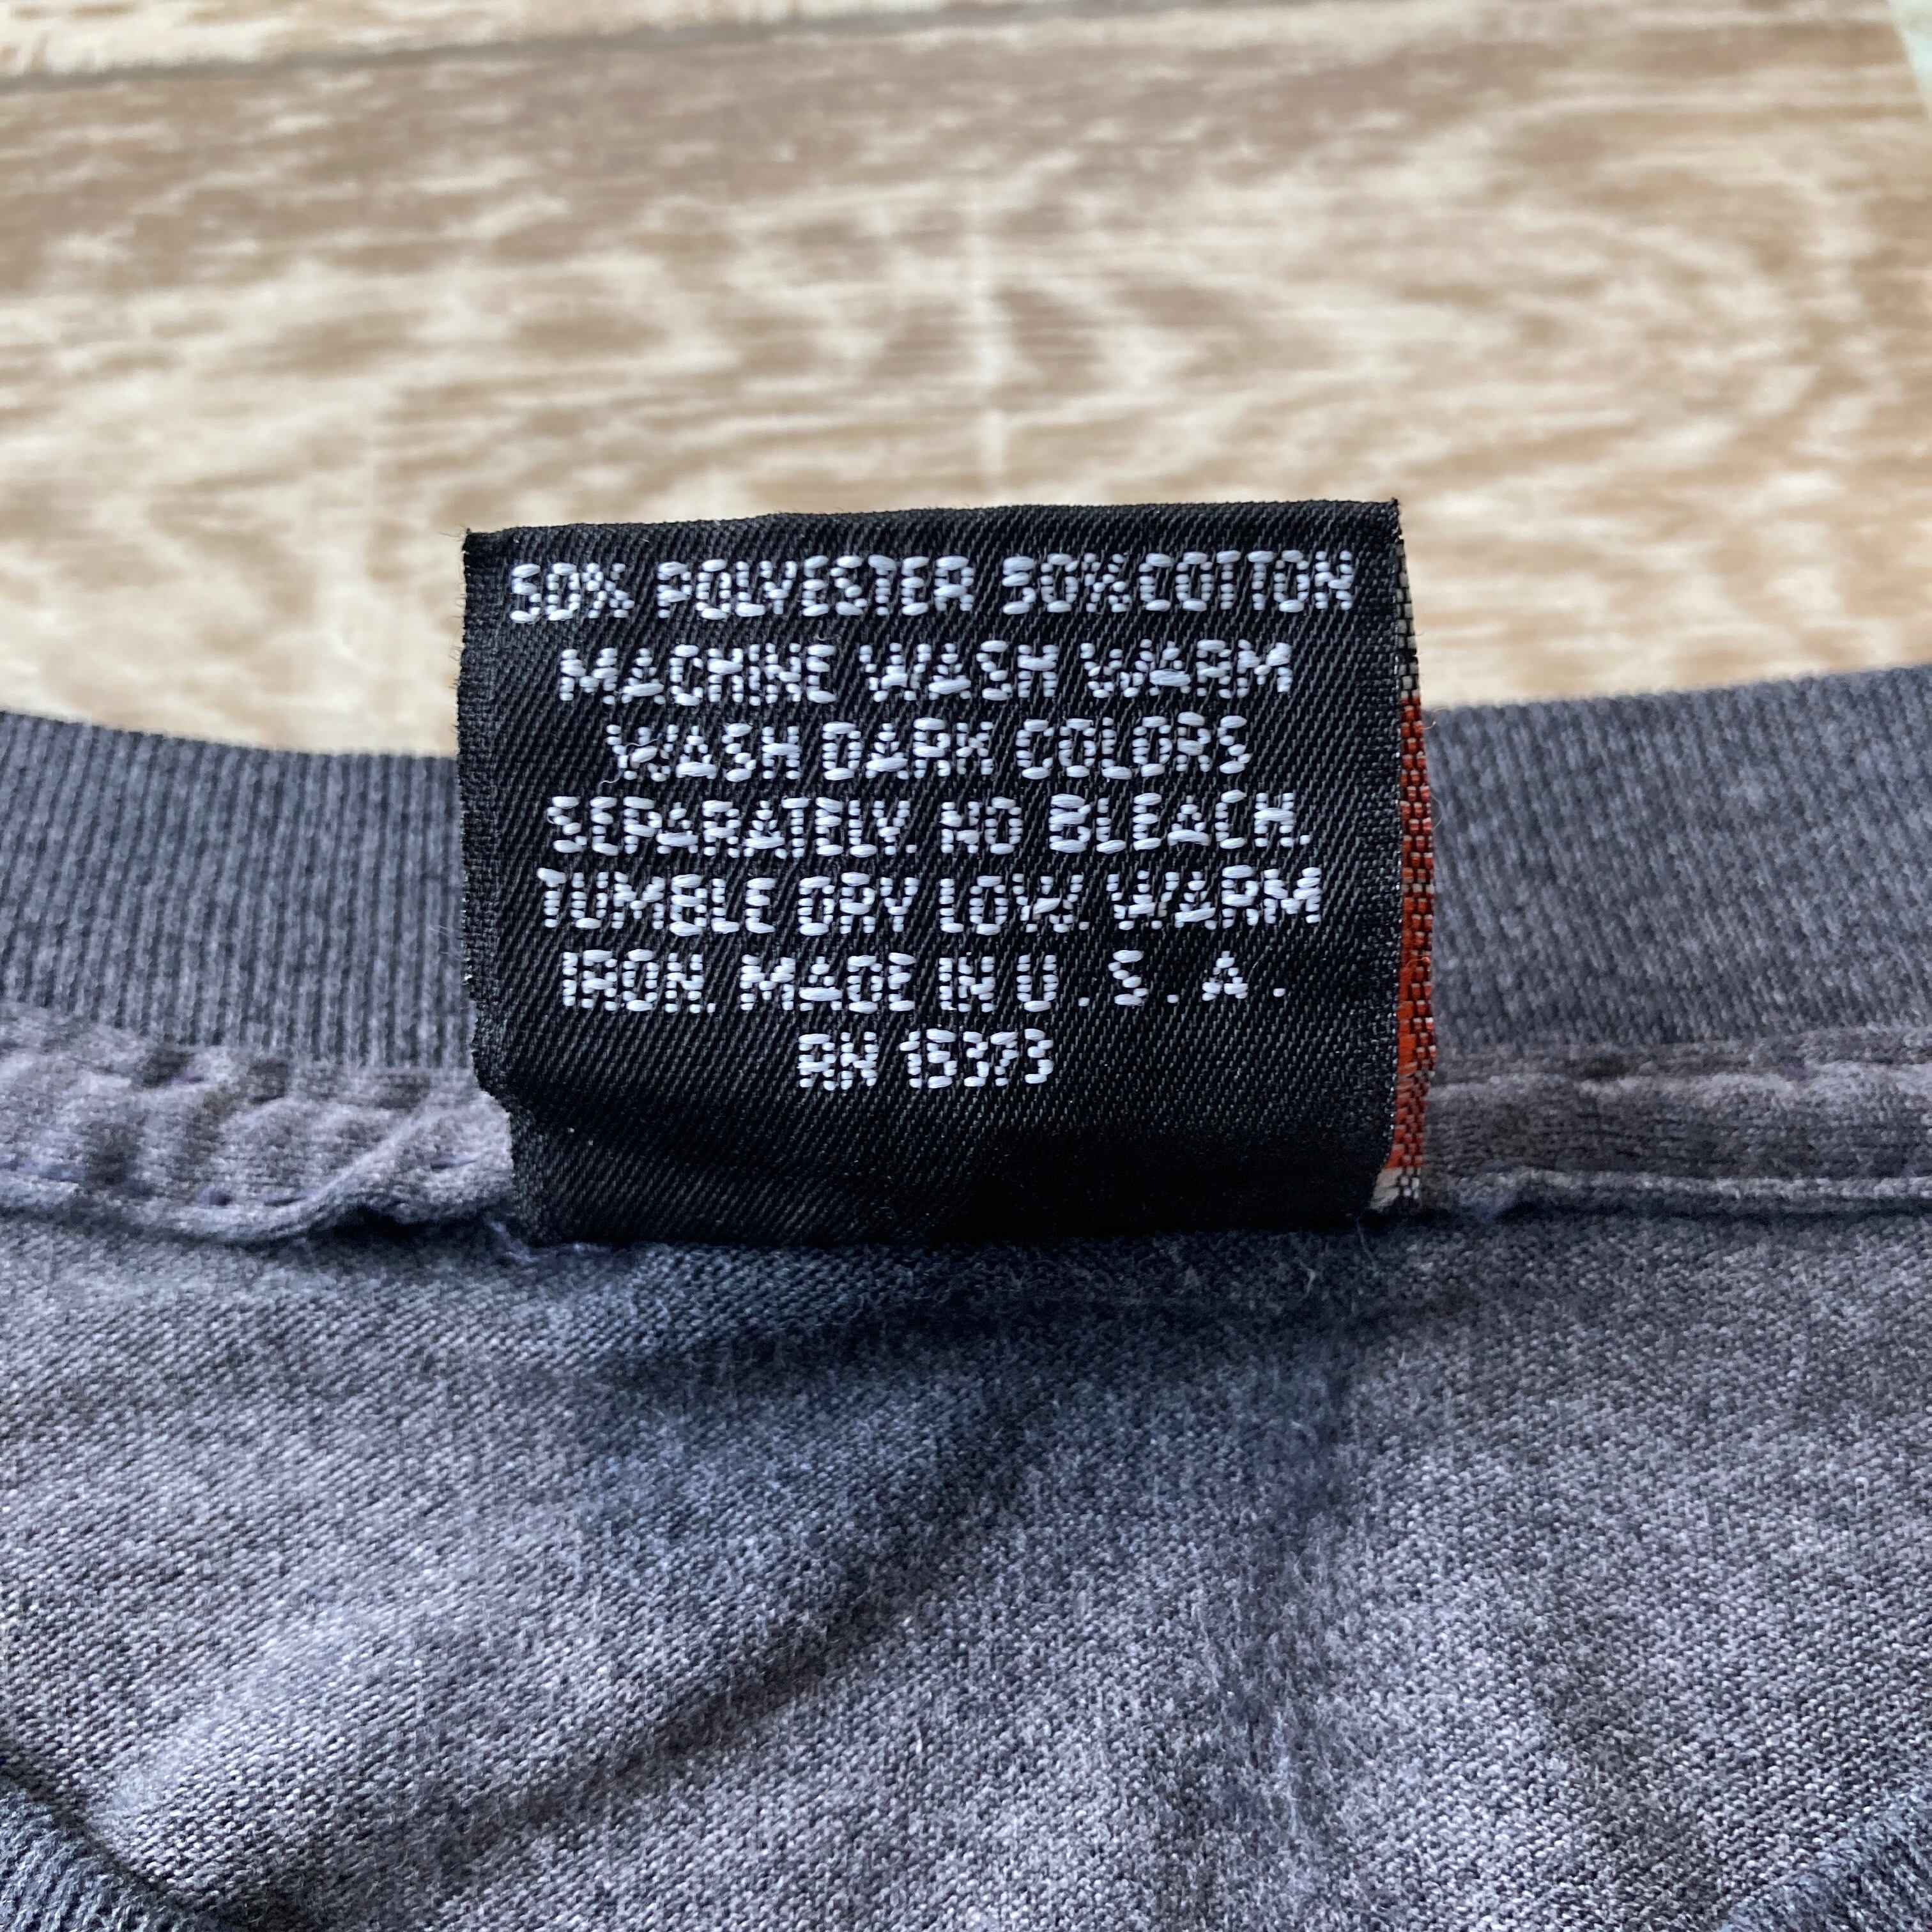 50% POLYESTER 50% COTTON
MACHINE WASH WARM
WASH DARK COLORS
SEPARATELY. NO BLEACH.
TUMBLE DRY LOW. WARM
IRON. MADE IN U.S.A.
RN 15373